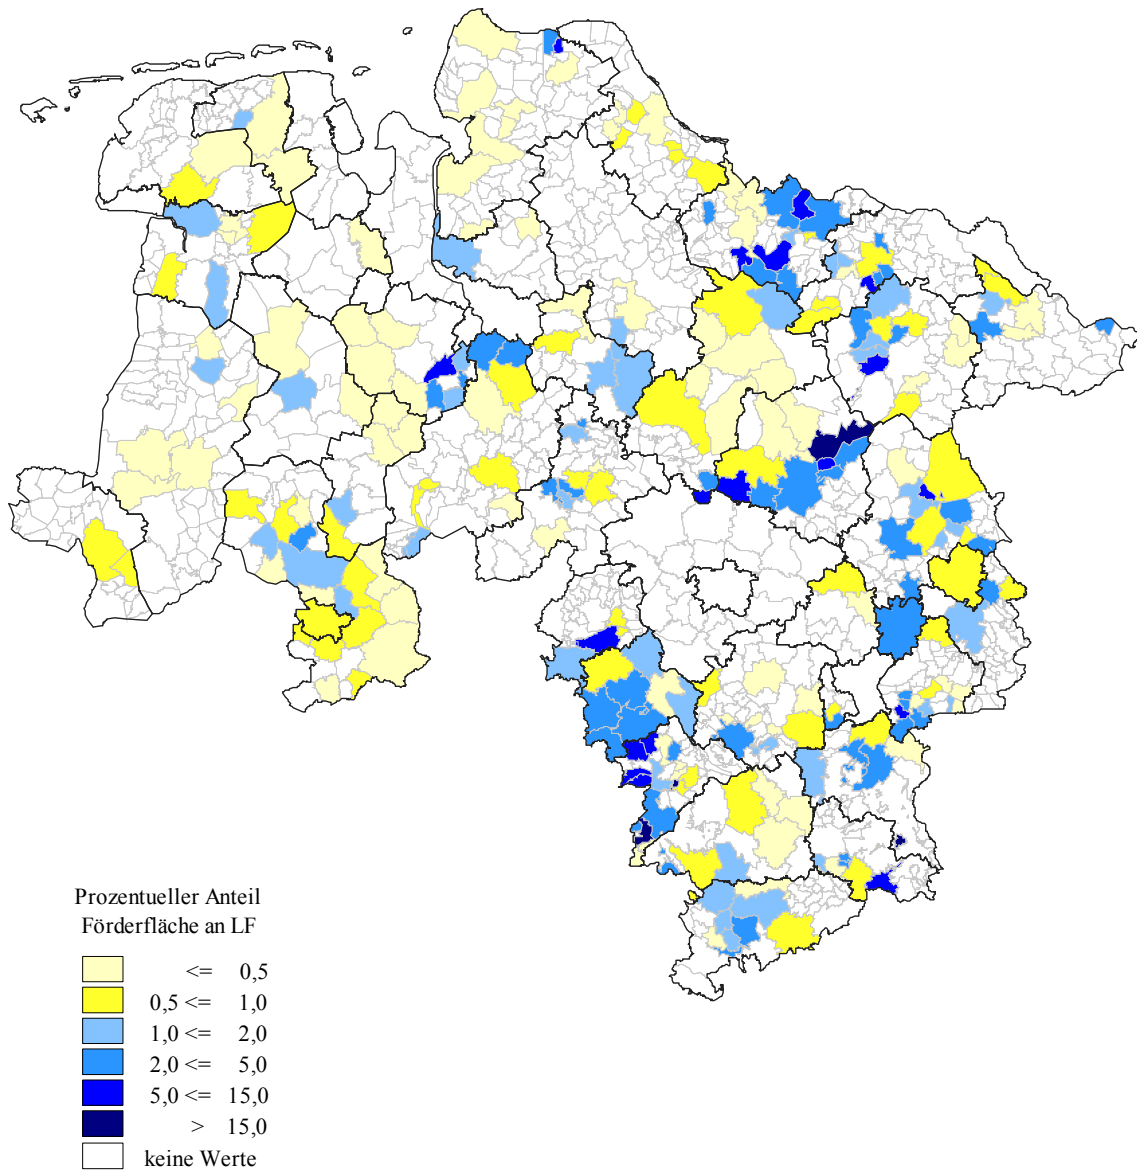 Prozentueller Anteil
Förderfläche an LF
<= 0,5
0,5 <= 1,0
1,0 <= 2,0
2,0 <= 5,0
5,0 <= 15,0
> 15,0
keine Werte